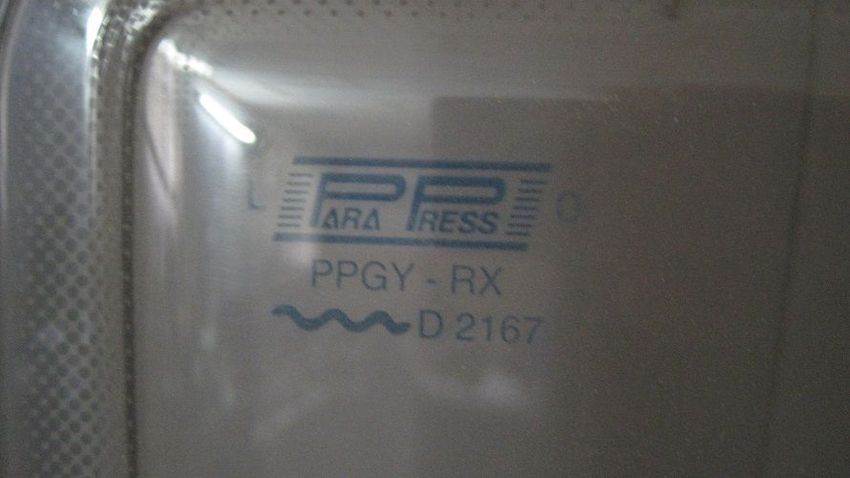 L PARA PRESS C
PPGY - RX
D 2167